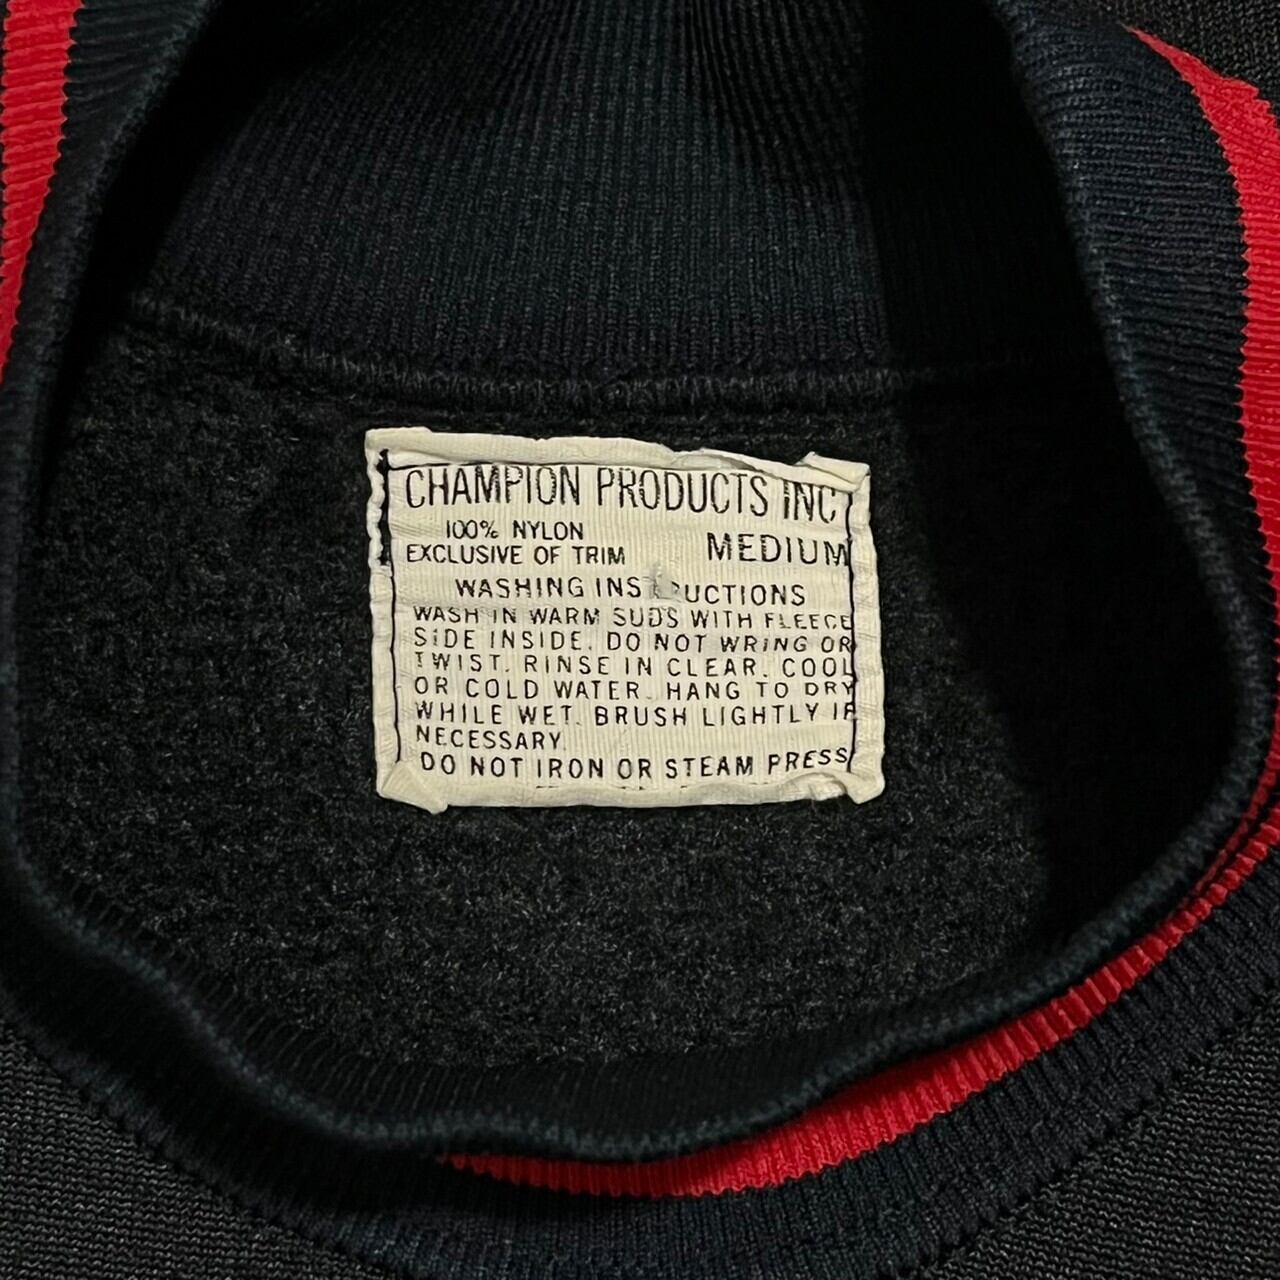 CHAMPION PRODUCTS INC
100% NYLON
EXCLUSIVE OF TRIM MEDIUM
WASHING INSTRUCTIONS
WASH IN WARM SUDS WITH FLEECE
SIDE INSIDE. DO NOT WRING OR
TWIST. RINSE IN CLEAR. COOL
OR COLD WATER. HANG TO DRY
WHILE WET. BRUSH LIGHTLY IF
NECESSARY.
DO NOT IRON OR STEAM PRESS